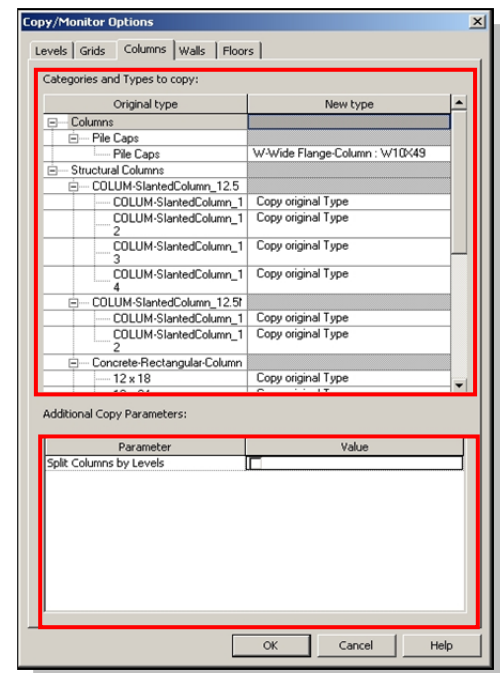 Copy/Monitor Options
Levels Grids Columns Walls Floors
Categories and Types to copy:
Original type New type
Columns
Pile Caps
Pile Caps W-Wide Flange-Column : W10X49
Structural Columns
COLUM-SlantedColumn_12.5
COLUM-SlantedColumn_1 Copy original Type
COLUM-SlantedColumn_1 Copy original Type
2
COLUM-SlantedColumn_1 Copy original Type
3
COLUM-SlantedColumn_1 Copy original Type
4
COLUM-SlantedColumn_12.5
COLUM-SlantedColumn_1 Copy original Type
COLUM-SlantedColumn_1 Copy original Type
2
Concrete-Rectangular-Column
12 x 18 Copy original Type
Additional Copy Parameters:
Parameter Value
Split Columns by Levels
OK Cancel Help